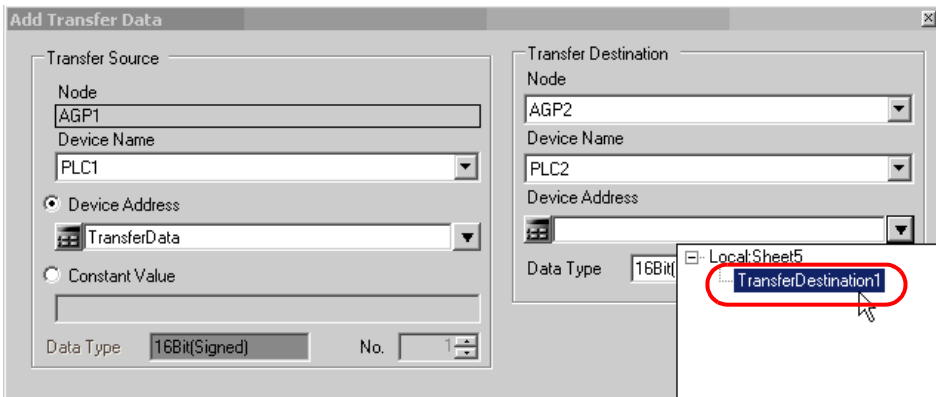 Add Transfer Data
Transfer Source
Node
AGP1
Device Name
PLC1
Device Address
TransferData
Constant Value
Data Type 16Bit(Signed) No. 1
Transfer Destination
Node
AGP2
Device Name
PLC2
Device Address
Data Type 16Bit(
Local:Sheet5
TransferDestination1